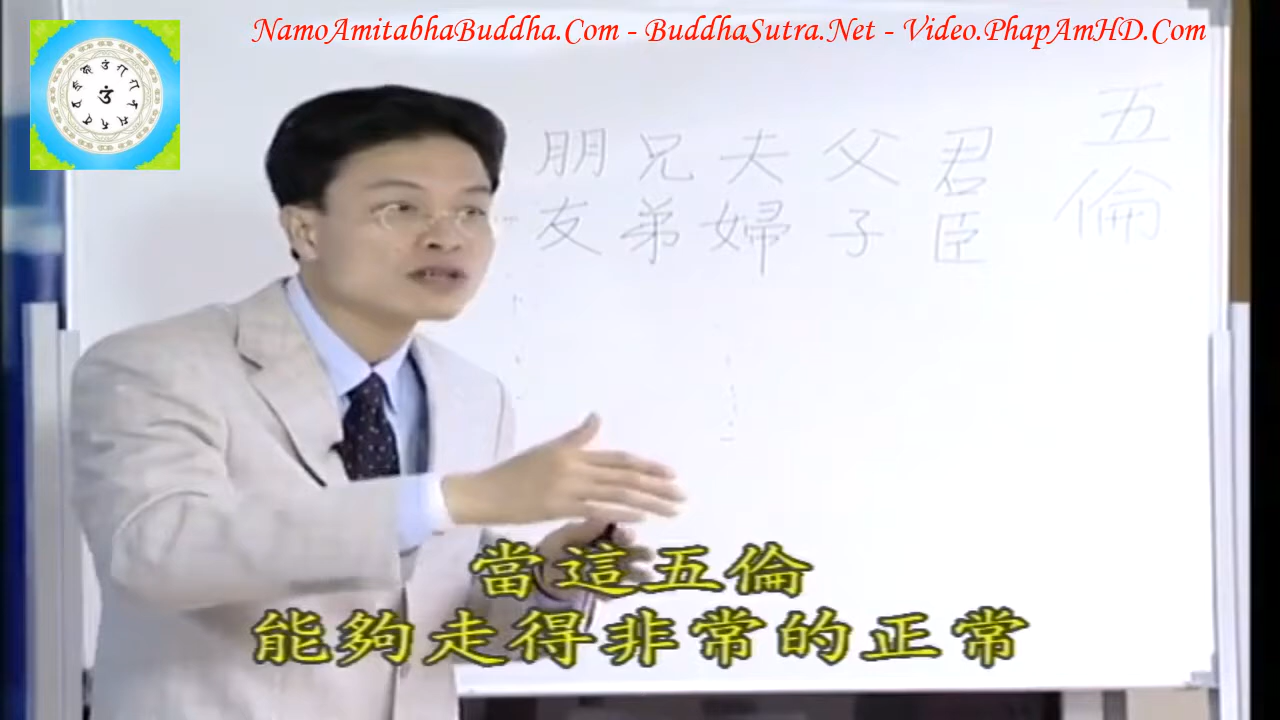 NamoAmitabhaBuddha.Com - BuddhaSutra.Net - Video.PhapAmHD.Com
五倫
君臣
父子
夫婦
兄弟
朋友
當這五倫
能夠走得非常的正常